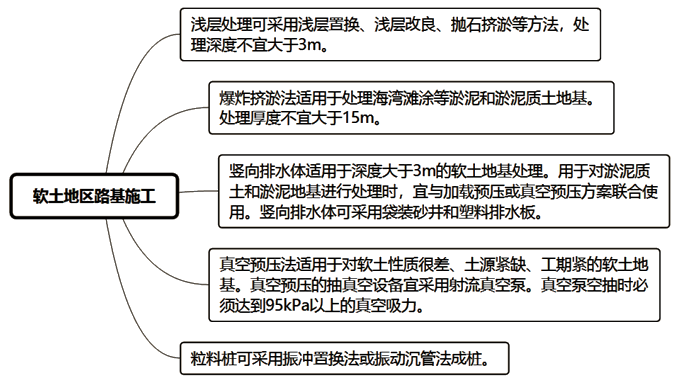 浅层处理可采用浅层置换、浅层改良、抛石挤淤等方法，处
理深度不宜大于3m。
爆炸挤淤法适用于处理海湾滩涂等淤泥和淤泥质土地基。
处理厚度不宜大于15m。
软土地区路基施工
竖向排水体适用于深度大于3m的软土地基处理。用于对淤泥质
土和淤泥地基进行处理时，宜与加载预压或真空预压方案联合使
用。竖向排水体可采用袋装砂井和塑料排水板。
真空预压法适用于对软土性质很差、土源紧缺、工期紧的软土地
基。真空预压的抽真空设备宜采用射流真空泵。真空泵空抽时必
须达到95kPa以上的真空吸力。
粒料桩可采用振冲置换法或振动沉管法成桩。